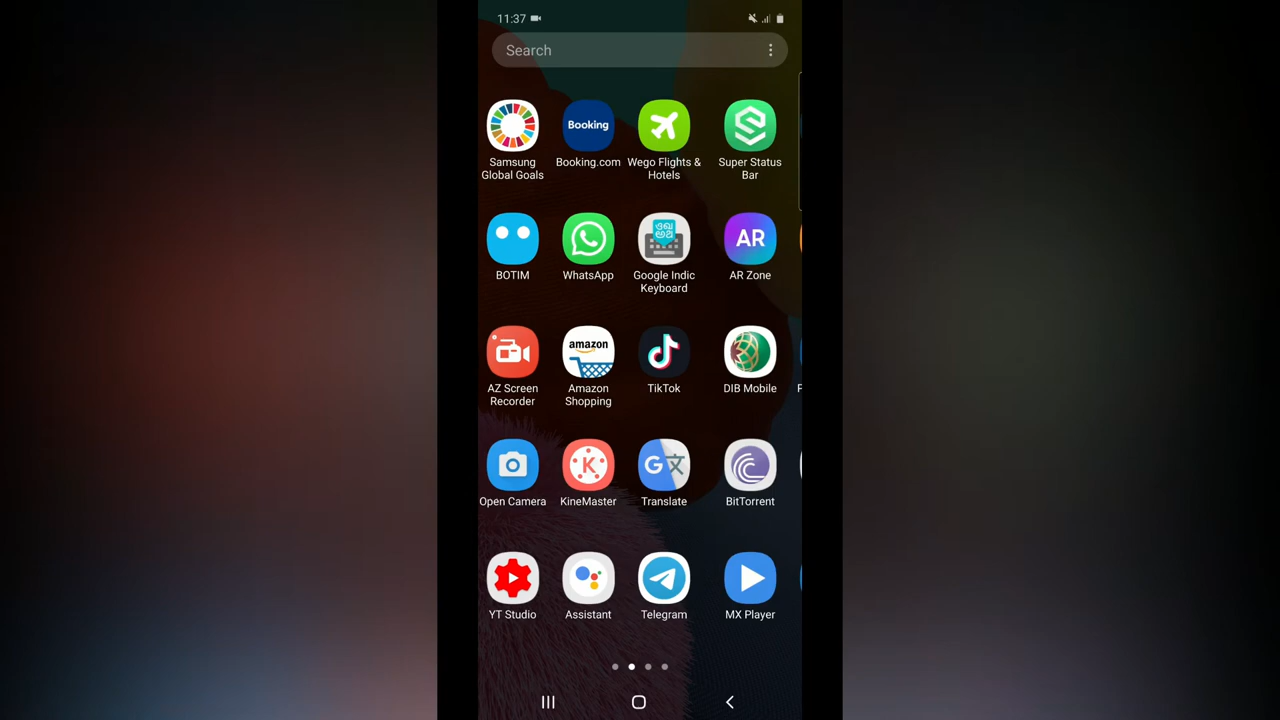 11:37
Search
Booking
Samsung Global Goals
Booking.com
Wego Flights & Hotels
Super Status Bar
AR
BOTIM
WhatsApp
Google Indic Keyboard
AR Zone
amazon
AZ Screen Recorder
Amazon Shopping
TikTok
DIB Mobile
K
G
文
Open Camera
KineMaster
Translate
BitTorrent
YT Studio
Assistant
Telegram
MX Player